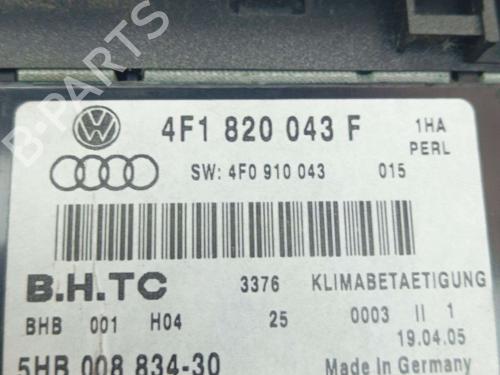 4F1 820 043 F 1HA
PERL
SW: 4F0 910 043 015
B.H.TC 3376 KLIMABETAETIGUNG
BHB 001 H04 25 0003 II 1
19.04.05
5HB 008 834-30 Made In Germany
B-PARTS